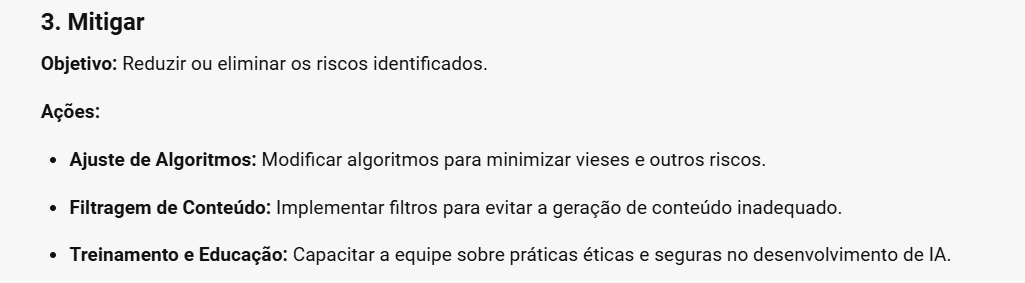 3. Mitigar
Objetivo: Reduzir ou eliminar os riscos identificados.
Ações:
• Ajuste de Algoritmos: Modificar algoritmos para minimizar vieses e outros riscos.
• Filtragem de Conteúdo: Implementar filtros para evitar a geração de conteúdo inadequado.
• Treinamento e Educação: Capacitar a equipe sobre práticas éticas e seguras no desenvolvimento de IA.